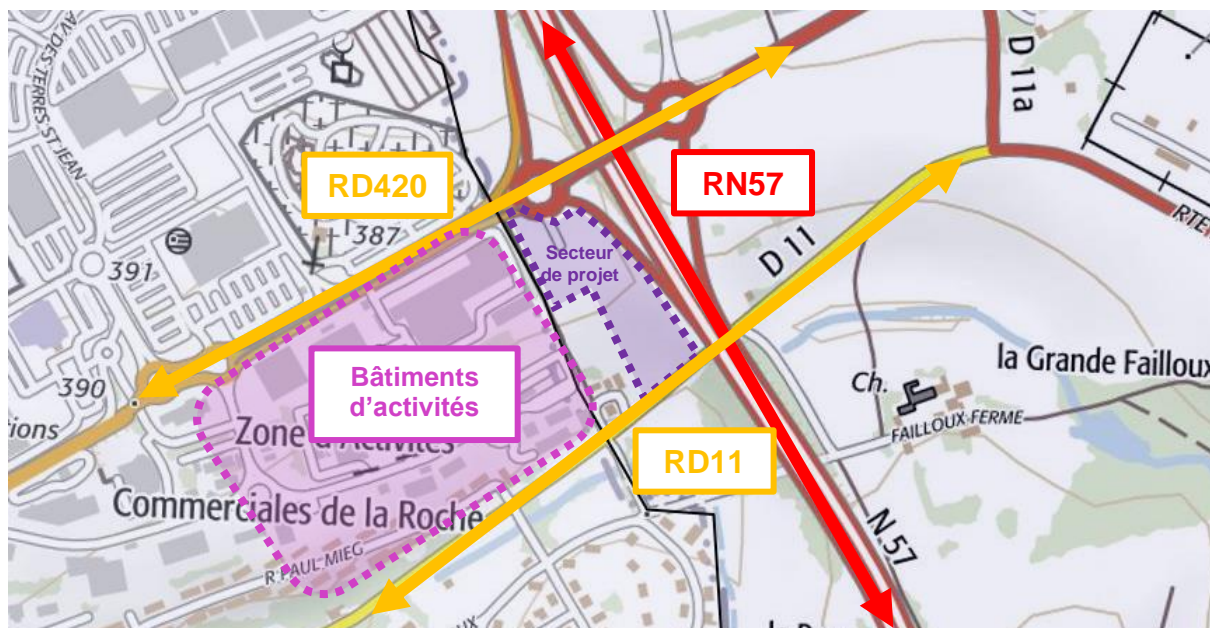 AV DES TERRES ST JEAN
D 11a
RD420
RN57
387
Secteur
de projet
D 11
RTE
391
390
Bâtiments
d’activités
la Grande Failloux
Ch.
FAILLOUX FERME
Zone d'Activités
RD11
Commerciales de la Roche
R PAUL MIEG
N 57